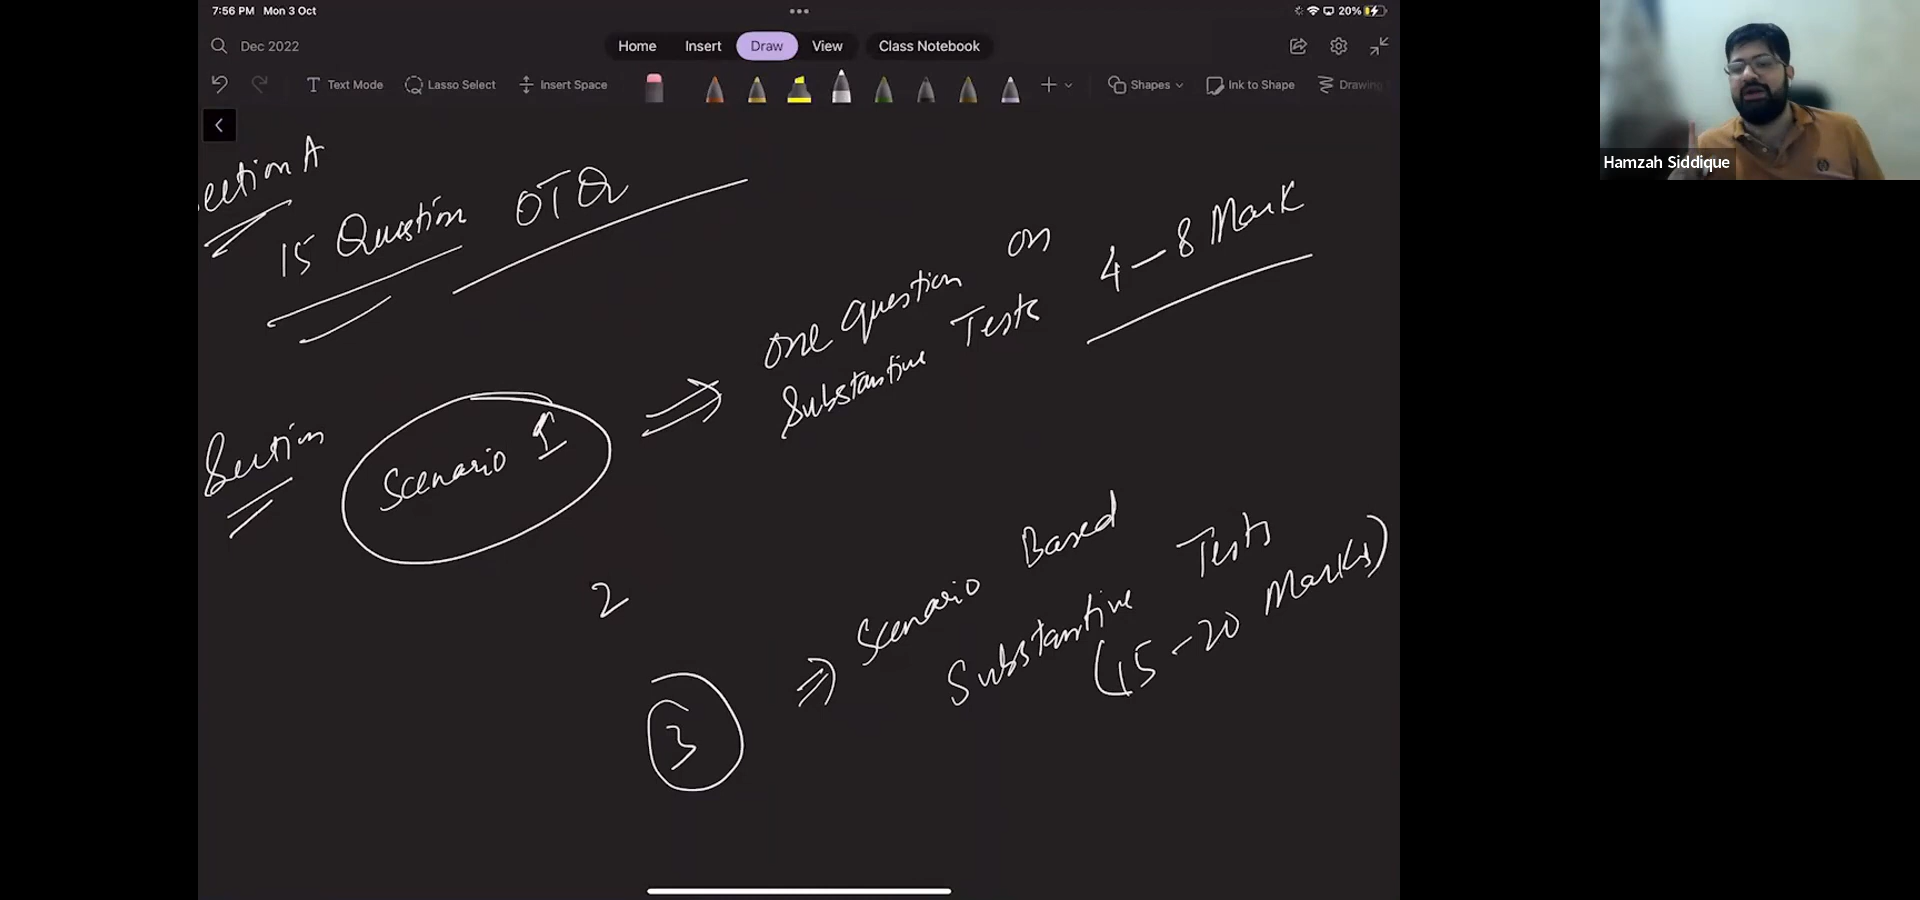 7:56 PM Mon 3 Oct
20%
Dec 2022
Home Insert Draw View Class Notebook
Text Mode Lasso Select Insert Space Shapes Ink to Shape Drawing
Hamzah Siddique
ection A
15 Question OTQ
Section Scenario 1
one question on
Substantive Tests 4-8 Mark
2
3
Scenario Based
Substantive Tests
(15-20 Marks)